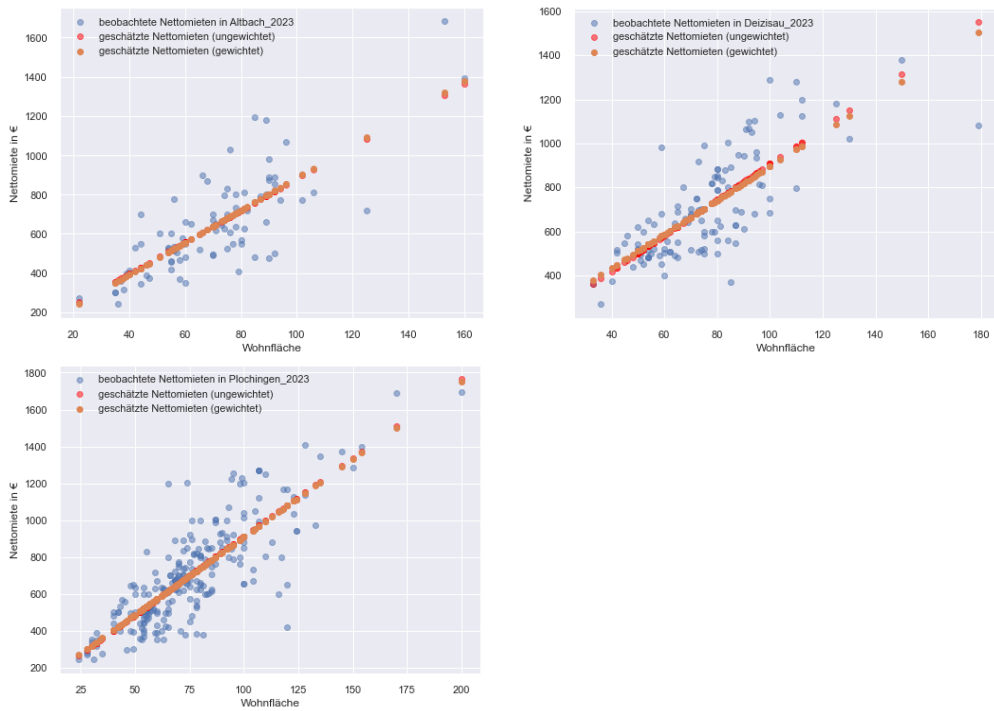 beobachtete Nettomieten in Altbach_2023
geschätzte Nettomieten (ungewichtet)
geschätzte Nettomieten (gewichtet)
Nettomiete in €
1600
1400
1200
1000
800
600
400
200
20 40 60 80 100 120 140 160
Wohnfläche
beobachtete Nettomieten in Deizisau_2023
geschätzte Nettomieten (ungewichtet)
geschätzte Nettomieten (gewichtet)
Nettomiete in €
1600
1400
1200
1000
800
600
400
40 60 80 100 120 140 160 180
Wohnfläche
beobachtete Nettomieten in Plochingen_2023
geschätzte Nettomieten (ungewichtet)
geschätzte Nettomieten (gewichtet)
Nettomiete in €
1800
1600
1400
1200
1000
800
600
400
200
25 50 75 100 125 150 175 200
Wohnfläche